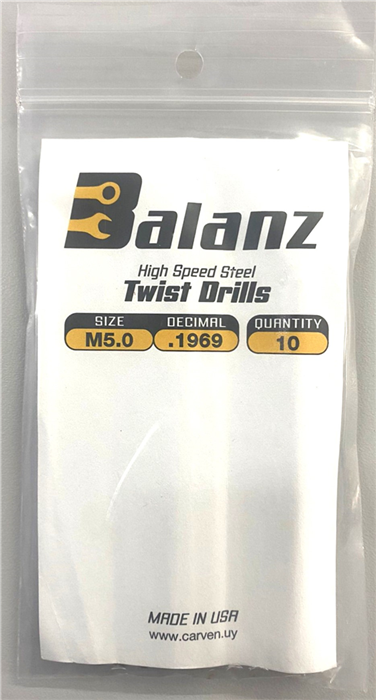 Balanz
High Speed Steel
Twist Drills
SIZE DECIMAL QUANTITY
M5.0 .1969 10
MADE IN USA
www.carven.uy